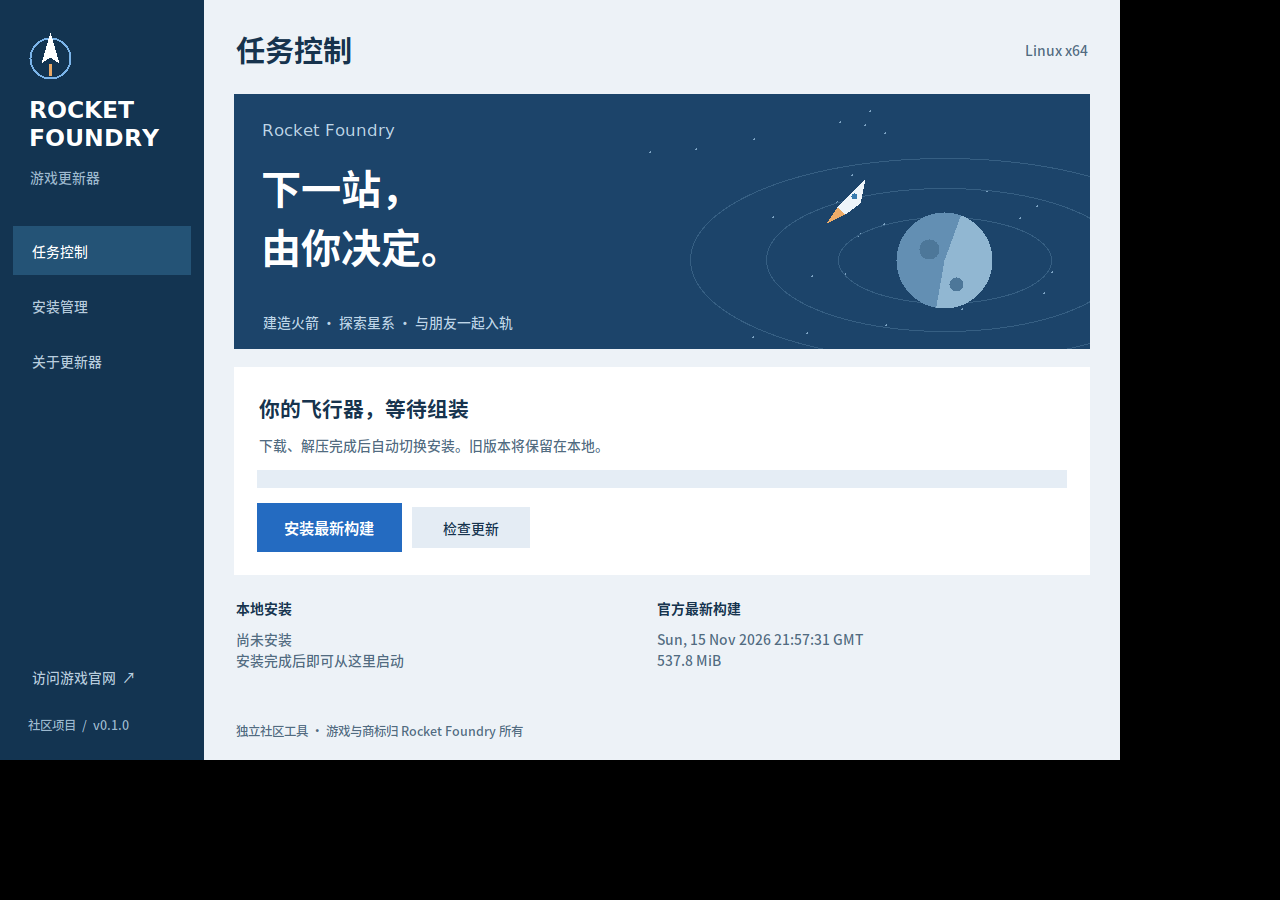 ROCKET
FOUNDRY
游戏更新器
任务控制
安装管理
关于更新器
访问游戏官网 ↗
社区项目 / v0.1.0
任务控制
Linux x64
Rocket Foundry
下一站，
由你决定。
建造火箭 · 探索星系 · 与朋友一起入轨
你的飞行器，等待组装
下载、解压完成后自动切换安装。旧版本将保留在本地。
安装最新构建
检查更新
本地安装
尚未安装
安装完成后即可从这里启动
官方最新构建
Sun, 15 Nov 2026 21:57:31 GMT
537.8 MiB
独立社区工具 · 游戏与商标归 Rocket Foundry 所有